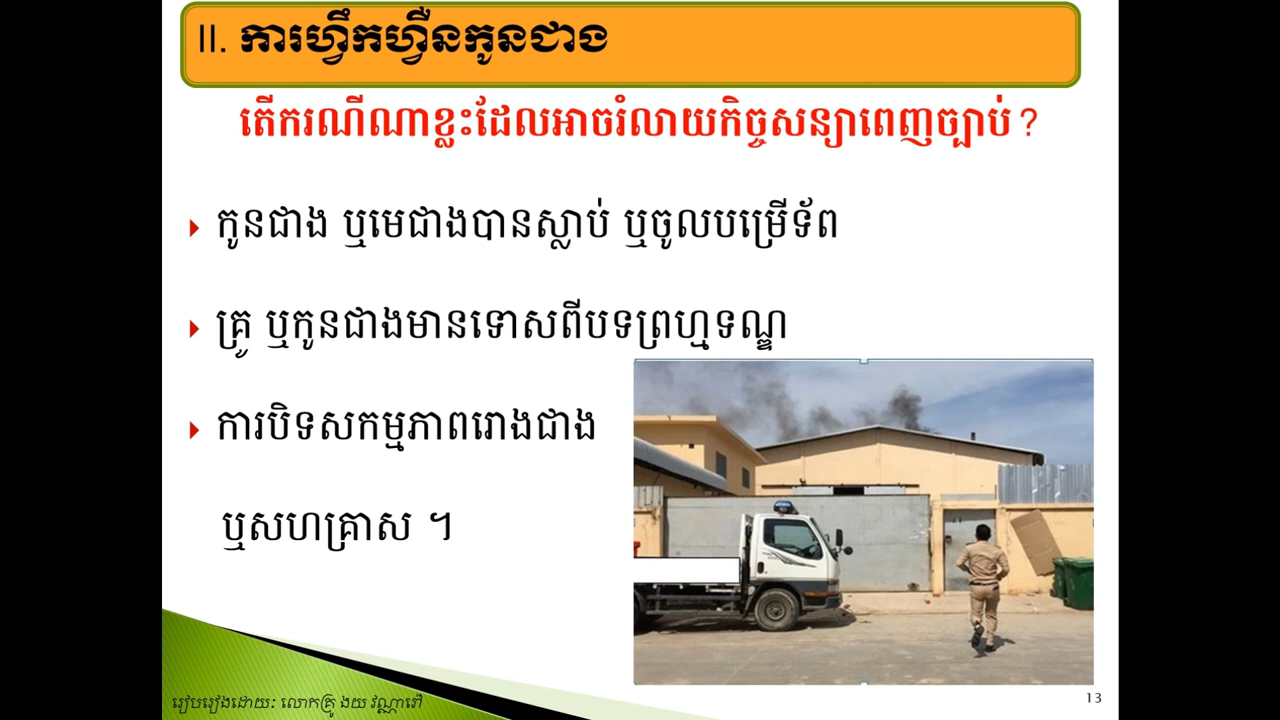 II. ការហ្វឹកហ្វឺនកូនជាង
តើករណីណាខ្លះដែលអាចរំលាយកិច្ចសន្យាពេញច្បាប់ ?
កូនជាង ឬមេជាងបានស្លាប់ ឬចូលបម្រើទ័ព
គ្រូ ឬកូនជាងមានទោសពីបទព្រហ្មទណ្ឌ
ការបិទសកម្មភាពរោងជាង
ឬសហគ្រាស ។
រៀបរៀងដោយ: លោកគ្រូ ងយ វណ្ណារៅ
13